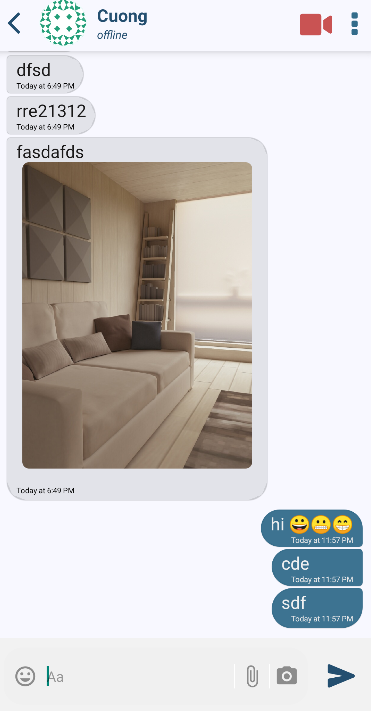 Cuong
offline
dfsd
Today at 6:49 PM
rre21312
Today at 6:49 PM
fasdafds
Today at 6:49 PM
hi 😀😬😁
Today at 11:57 PM
cde
Today at 11:57 PM
sdf
Today at 11:57 PM
Aa